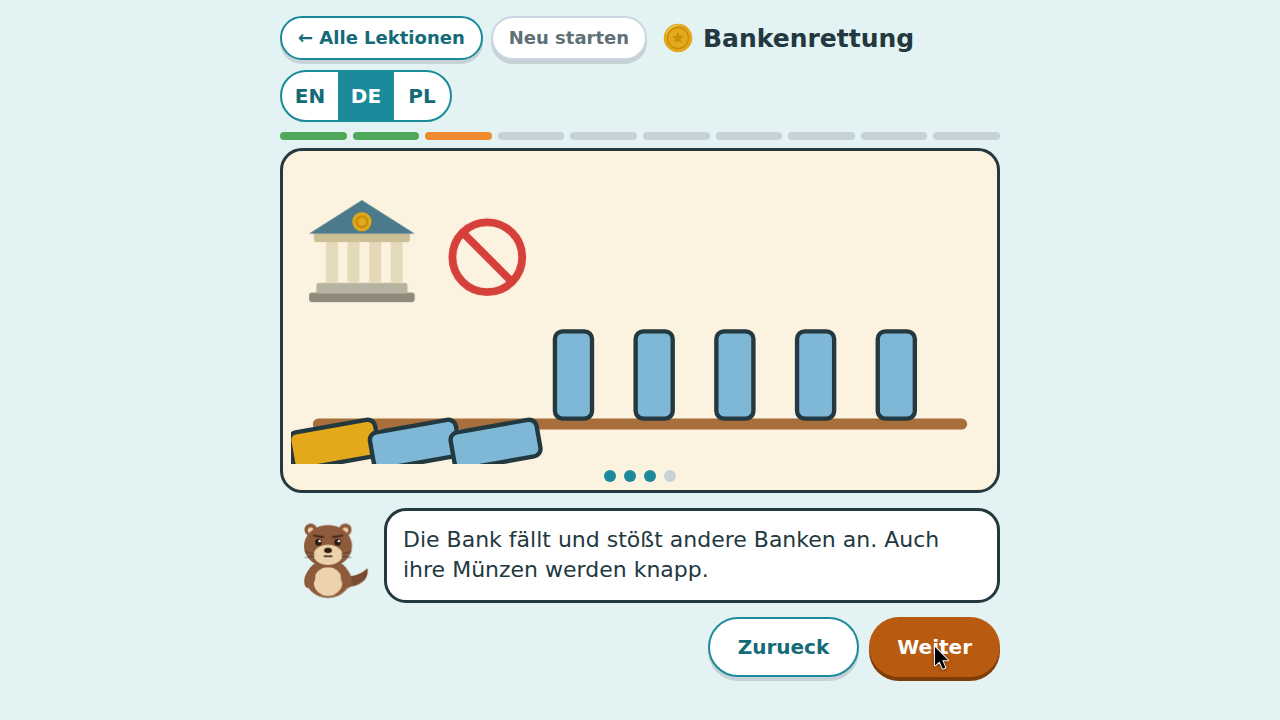 ← Alle Lektionen
Neu starten
Bankenrettung
EN DE PL
Die Bank fällt und stößt andere Banken an. Auch
ihre Münzen werden knapp.
Zurueck
Weiter